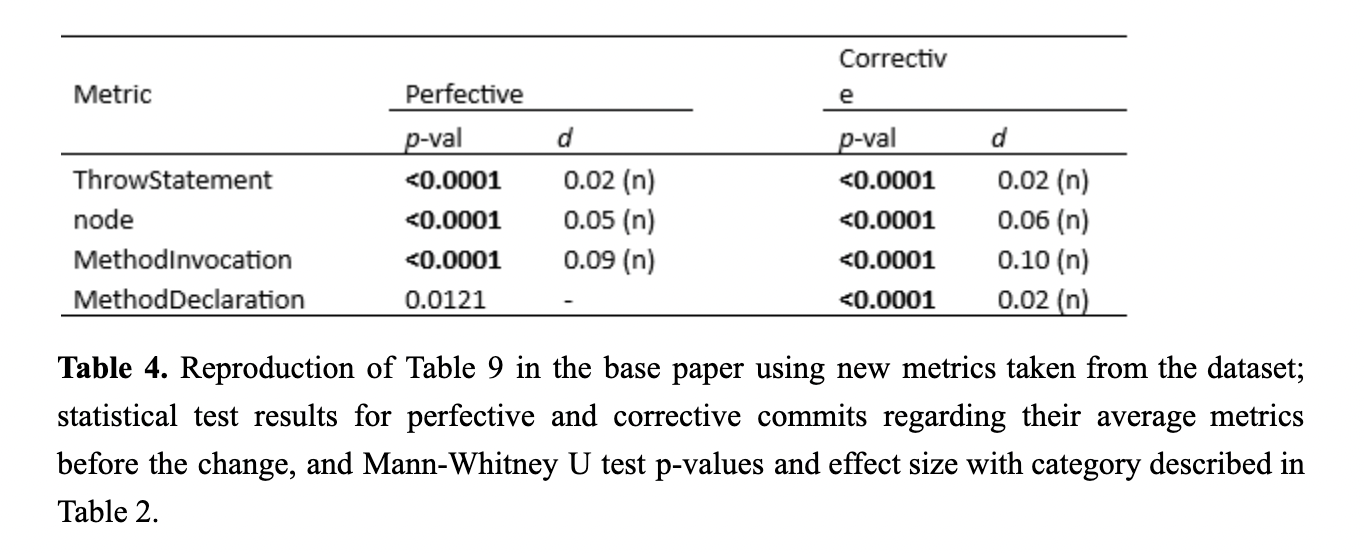 Correctiv
Metric Perfective e
p-val d p-val d
ThrowStatement <0.0001 0.02 (n) <0.0001 0.02 (n)
node <0.0001 0.05 (n) <0.0001 0.06 (n)
MethodInvocation <0.0001 0.09 (n) <0.0001 0.10 (n)
MethodDeclaration 0.0121 - <0.0001 0.02 (n)
Table 4. Reproduction of Table 9 in the base paper using new metrics taken from the dataset;
statistical test results for perfective and corrective commits regarding their average metrics
before the change, and Mann-Whitney U test p-values and effect size with category described in
Table 2.